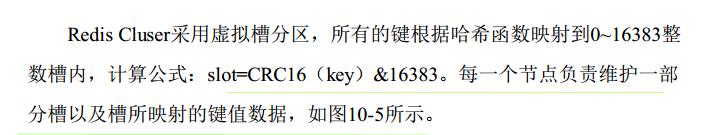 Redis Cluser采用虚拟槽分区，所有的键根据哈希函数映射到0~16383整
数槽内，计算公式：slot=CRC16（key）&16383。每一个节点负责维护一部
分槽以及槽所映射的键值数据，如图10-5所示。